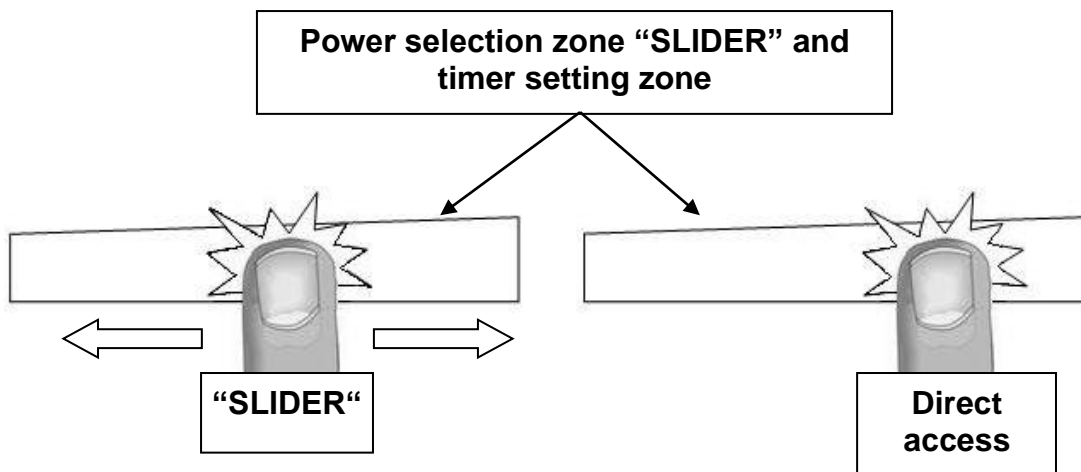 Power selection zone “SLIDER” and
timer setting zone
“SLIDER“
Direct
access